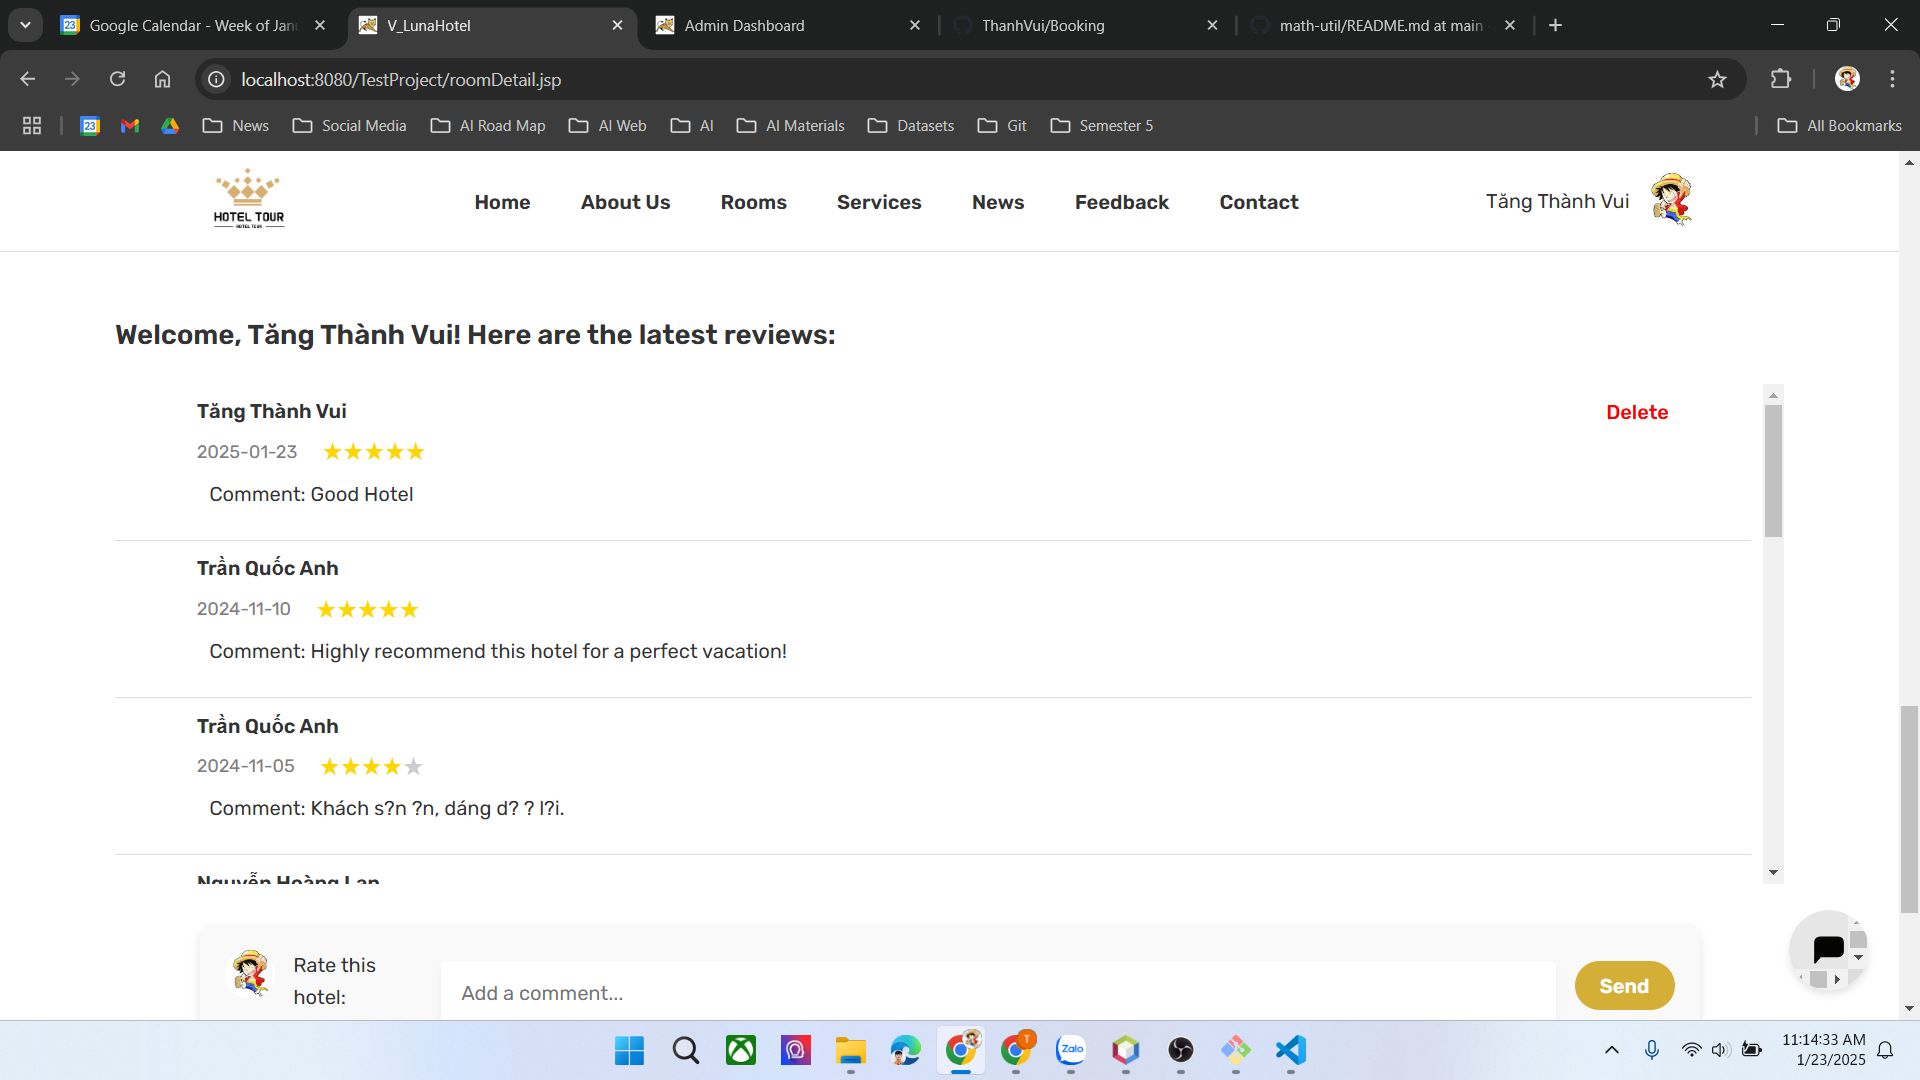 Google Calendar - Week of Jan
V_LunaHotel
Admin Dashboard
ThanhVui/Booking
math-util/README.md at main
localhost:8080/TestProject/roomDetail.jsp
23
News
Social Media
AI Road Map
AI Web
AI
AI Materials
Datasets
Git
Semester 5
All Bookmarks
HOTEL TOUR
HOTEL TOUR
Home
About Us
Rooms
Services
News
Feedback
Contact
Tăng Thành Vui
Welcome, Tăng Thành Vui! Here are the latest reviews:
Tăng Thành Vui
Delete
2025-01-23 ★★★★★
Comment: Good Hotel
Trần Quốc Anh
2024-11-10 ★★★★★
Comment: Highly recommend this hotel for a perfect vacation!
Trần Quốc Anh
2024-11-05 ★★★★★
Comment: Khách s?n ?n, dáng d? ? l?i.
Nguyễn Hoàng Lan
Rate this
hotel:
Add a comment...
Send
T
Zalo
11:14:33 AM
1/23/2025